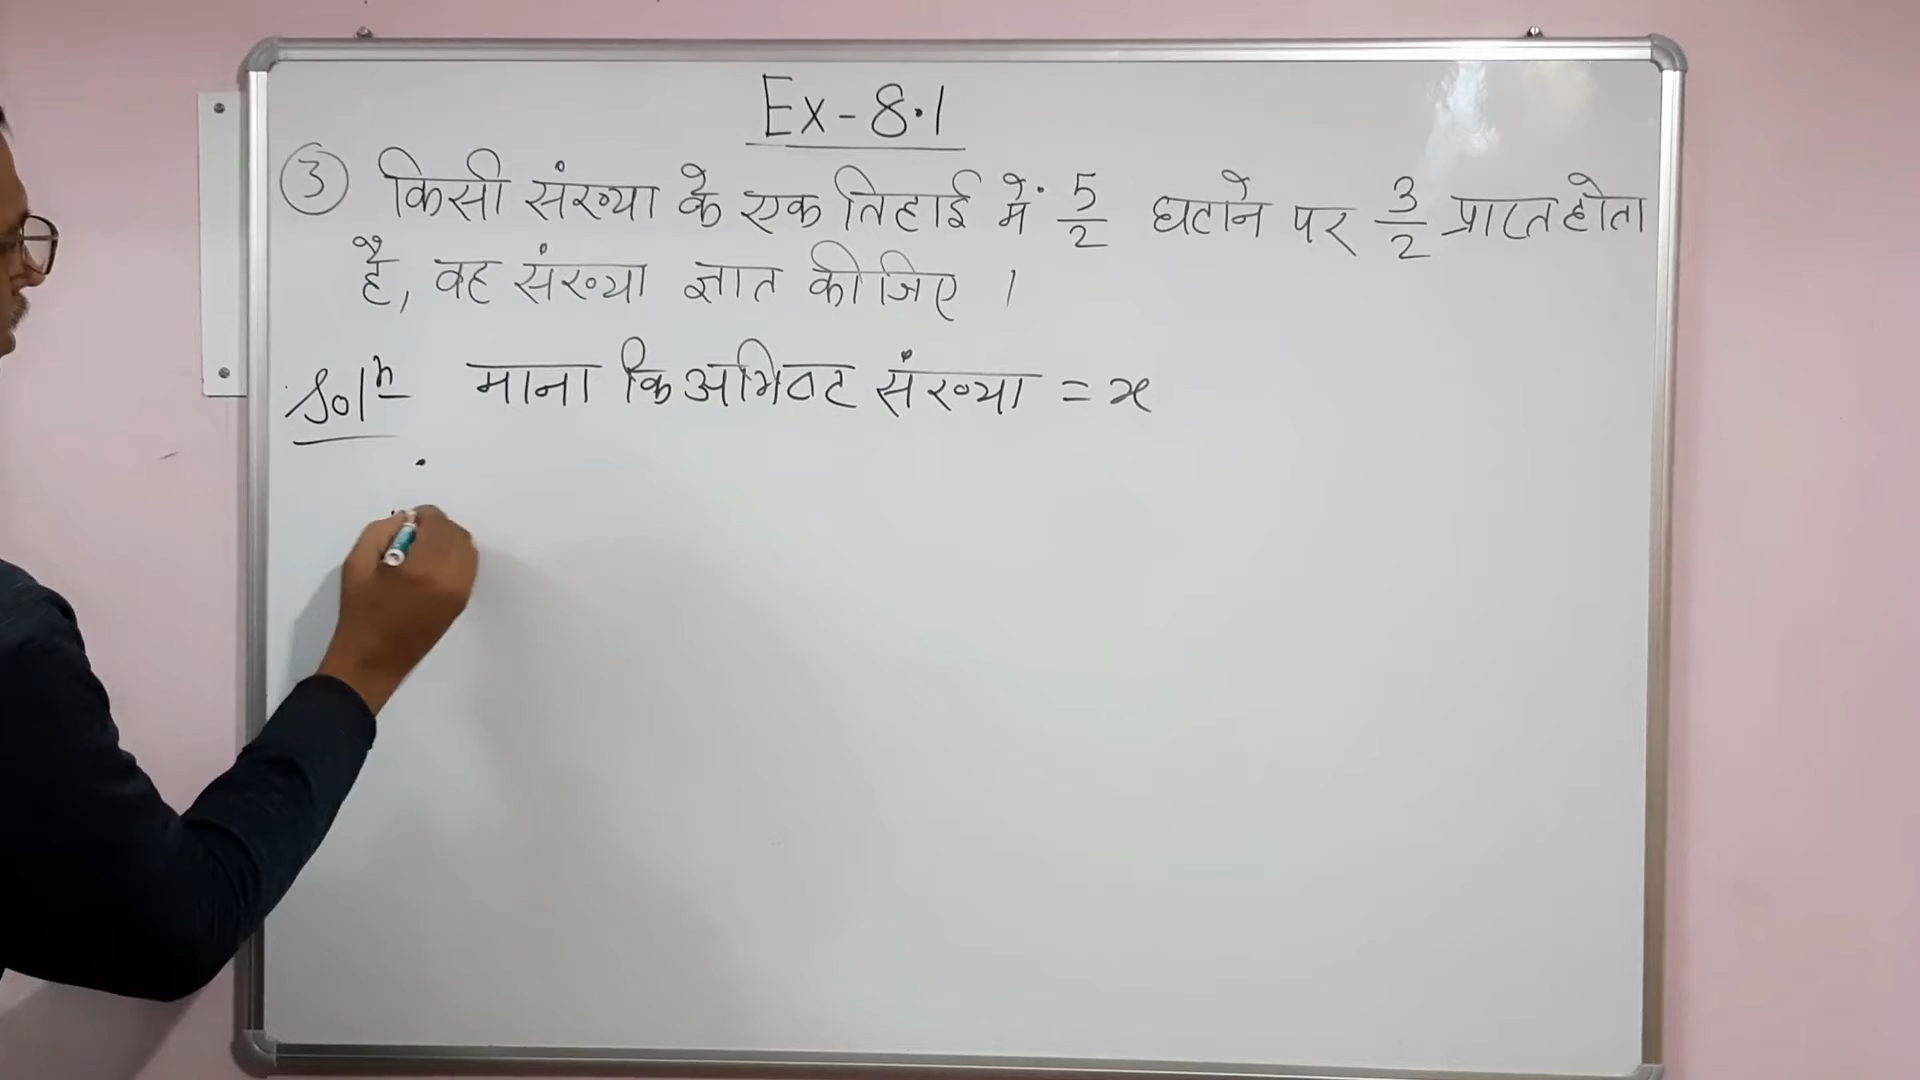 Ex-8.1
③ किसी संख्या के एक तिहाई में 5/2 घटाने पर 3/2 प्राप्त होता
है, वह संख्या ज्ञात कीजिए ।
Solⁿ माना कि अभिष्ट संख्या = x